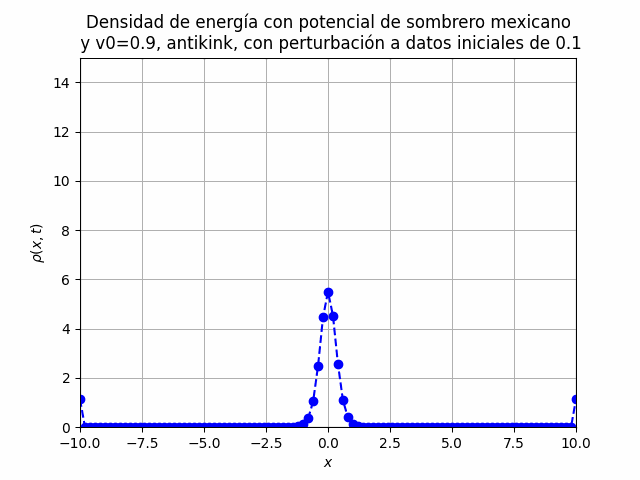 Densidad de energía con potencial de sombrero mexicano
y v0=0.9, antikink, con perturbación a datos iniciales de 0.1
14
12
10
8
6
4
2
0
ρ(x, t)
−10.0 −7.5 −5.0 −2.5 0.0 2.5 5.0 7.5 10.0
x